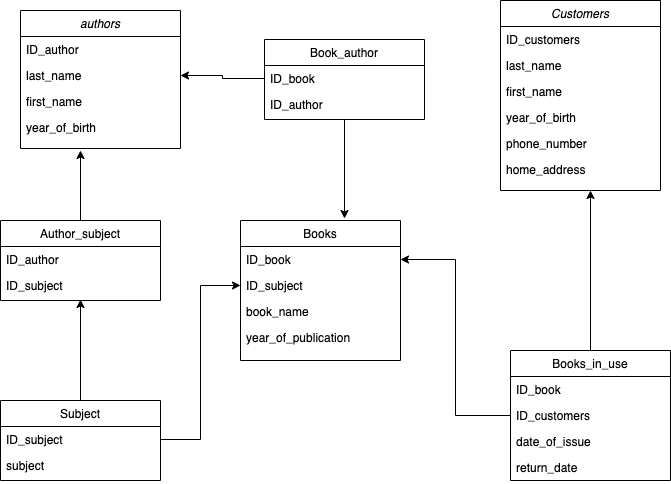 authors
ID_author
last_name
first_name
year_of_birth
Book_author
ID_book
ID_author
Customers
ID_customers
last_name
first_name
year_of_birth
phone_number
home_address
Author_subject
ID_author
ID_subject
Books
ID_book
ID_subject
book_name
year_of_publication
Subject
ID_subject
subject
Books_in_use
ID_book
ID_customers
date_of_issue
return_date